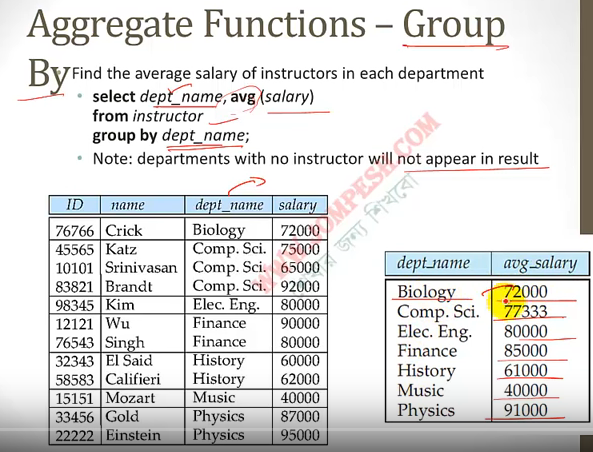 Aggregate Functions – Group
By
Find the average salary of instructors in each department
• select dept_name, avg (salary)
from instructor
group by dept_name;
• Note: departments with no instructor will not appear in result
ID name dept_name salary
76766 Crick Biology 72000
45565 Katz Comp. Sci. 75000
10101 Srinivasan Comp. Sci. 65000
83821 Brandt Comp. Sci. 92000
98345 Kim Elec. Eng. 80000
12121 Wu Finance 90000
76543 Singh Finance 80000
32343 El Said History 60000
58583 Califieri History 62000
15151 Mozart Music 40000
33456 Gold Physics 87000
22222 Einstein Physics 95000
dept_name avg_salary
Biology 72000
Comp. Sci. 77333
Elec. Eng. 80000
Finance 85000
History 61000
Music 40000
Physics 91000
WWW.COMPESH.COM
জন্য শিখবো